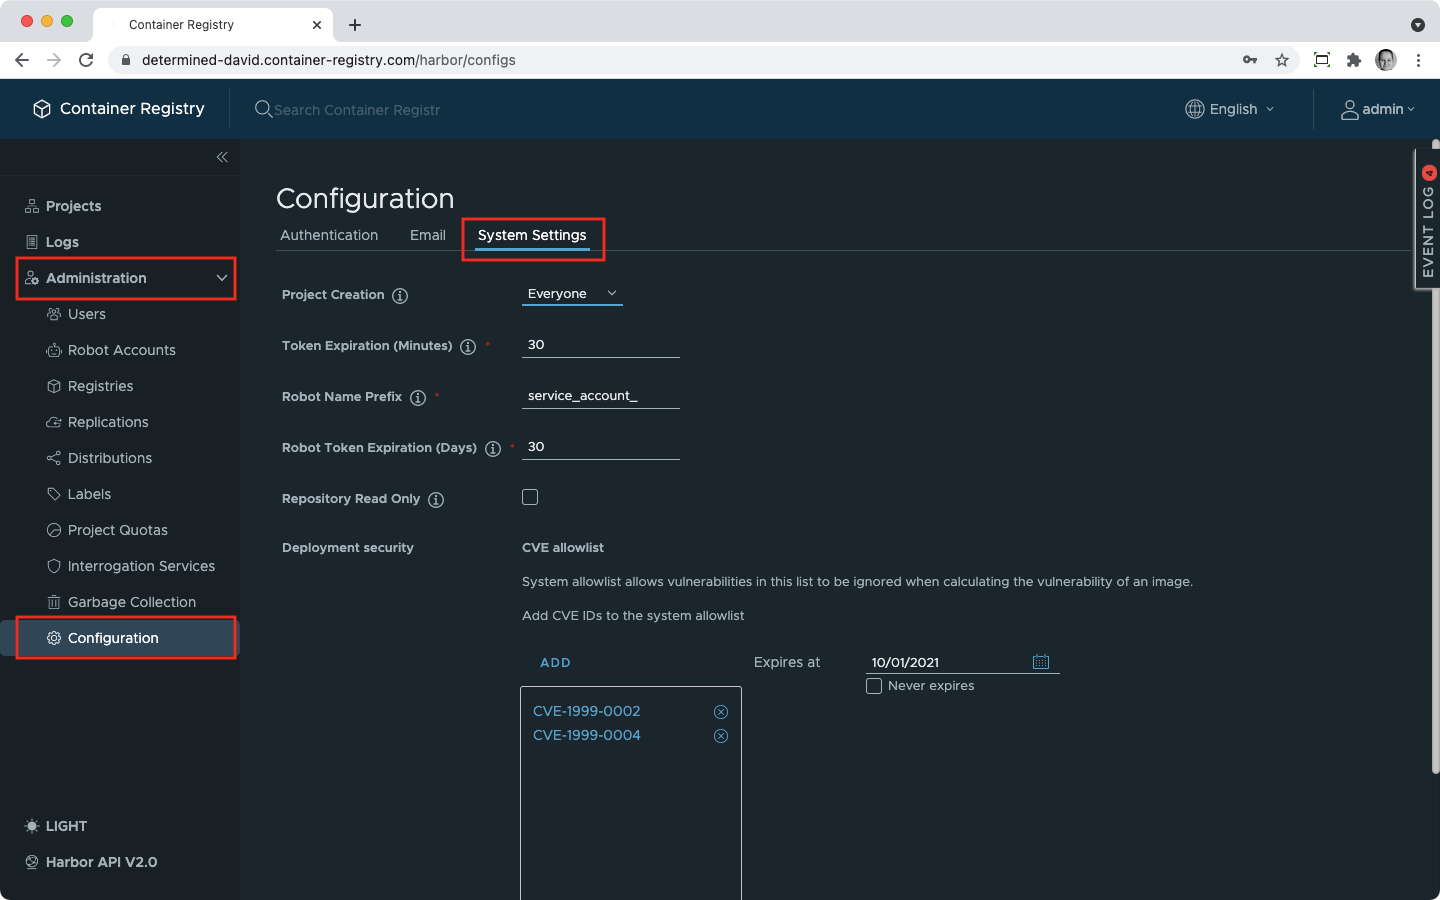 Container Registry
determined-david.container-registry.com/harbor/configs
Container Registry
Search Container Registr
English
admin
EVENT LOG 4
Projects
Logs
Administration
Users
Robot Accounts
Registries
Replications
Distributions
Labels
Project Quotas
Interrogation Services
Garbage Collection
Configuration
LIGHT
Harbor API V2.0
Configuration
Authentication Email System Settings
Project Creation Everyone
Token Expiration (Minutes) * 30
Robot Name Prefix * service_account_
Robot Token Expiration (Days) * 30
Repository Read Only
Deployment security CVE allowlist
System allowlist allows vulnerabilities in this list to be ignored when calculating the vulnerability of an image.
Add CVE IDs to the system allowlist
ADD Expires at 10/01/2021
Never expires
CVE-1999-0002
CVE-1999-0004